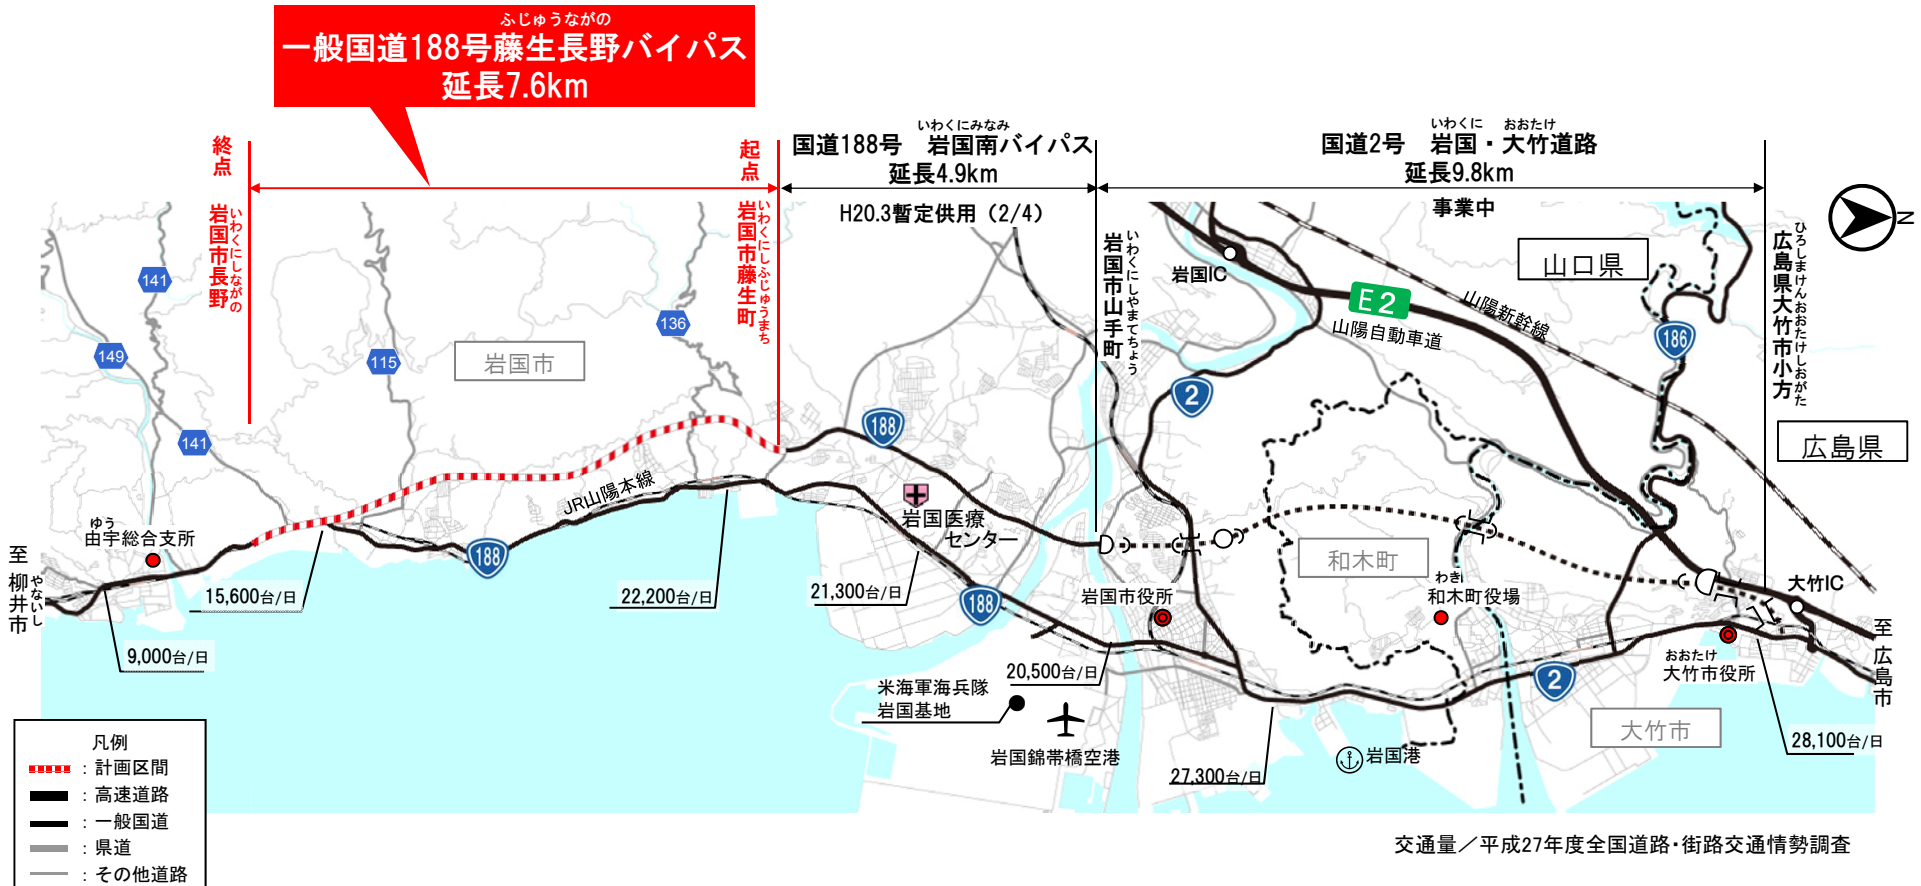 ふじゅうながの
一般国道188号藤生長野バイパス
延長7.6km
終点
いわくにしながの
岩国市長野
起点
いわくにしふじゅうまち
岩国市藤生町
いわくにみなみ
国道188号 岩国南バイパス
延長4.9km
H20.3暫定供用（2/4）
いわくに おおたけ
国道2号 岩国・大竹道路
延長9.8km
事業中
いわくにしやまてちょう
岩国市山手町
ひろしまけんおおたけしおがた
広島県大竹市小方
N
山口県
広島県
岩国IC
E2
山陽自動車道
山陽新幹線
186
2
141
149
141
115
136
岩国市
188
JR山陽本線
188
岩国医療
センター
188
ゆう
由宇総合支所
至
柳井市
やないし
15,600台/日
22,200台/日
21,300台/日
9,000台/日
20,500台/日
27,300台/日
28,100台/日
岩国市役所
和木町
わき
和木町役場
大竹IC
至
広島市
おおたけ
大竹市役所
2
大竹市
米海軍海兵隊
岩国基地
岩国錦帯橋空港
岩国港
凡例
：計画区間
：高速道路
：一般国道
：県道
：その他道路
交通量／平成27年度全国道路・街路交通情勢調査